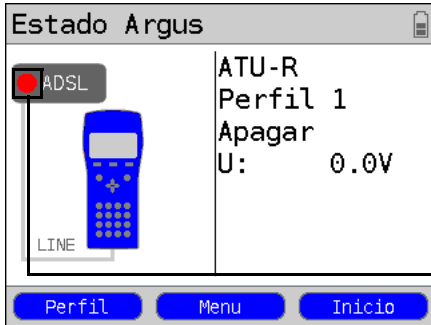 Estado Argus
ADSL
ATU-R
Perfil 1
Apagar
U: 0.0V
LINE
Perfil
Menu
Inicio